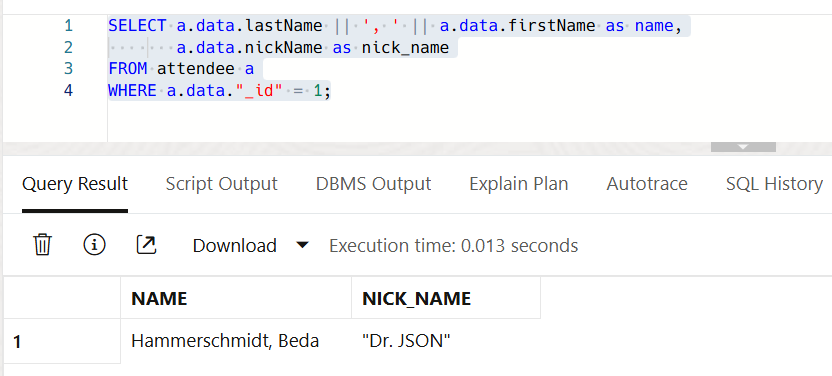 1 SELECT a.data.lastName || ', ' || a.data.firstName as name,
2 a.data.nickName as nick_name
3 FROM attendee a
4 WHERE a.data."_id" = 1;
Query Result Script Output DBMS Output Explain Plan Autotrace SQL History
Download Execution time: 0.013 seconds
NAME NICK_NAME
1 Hammerschmidt, Beda "Dr. JSON"